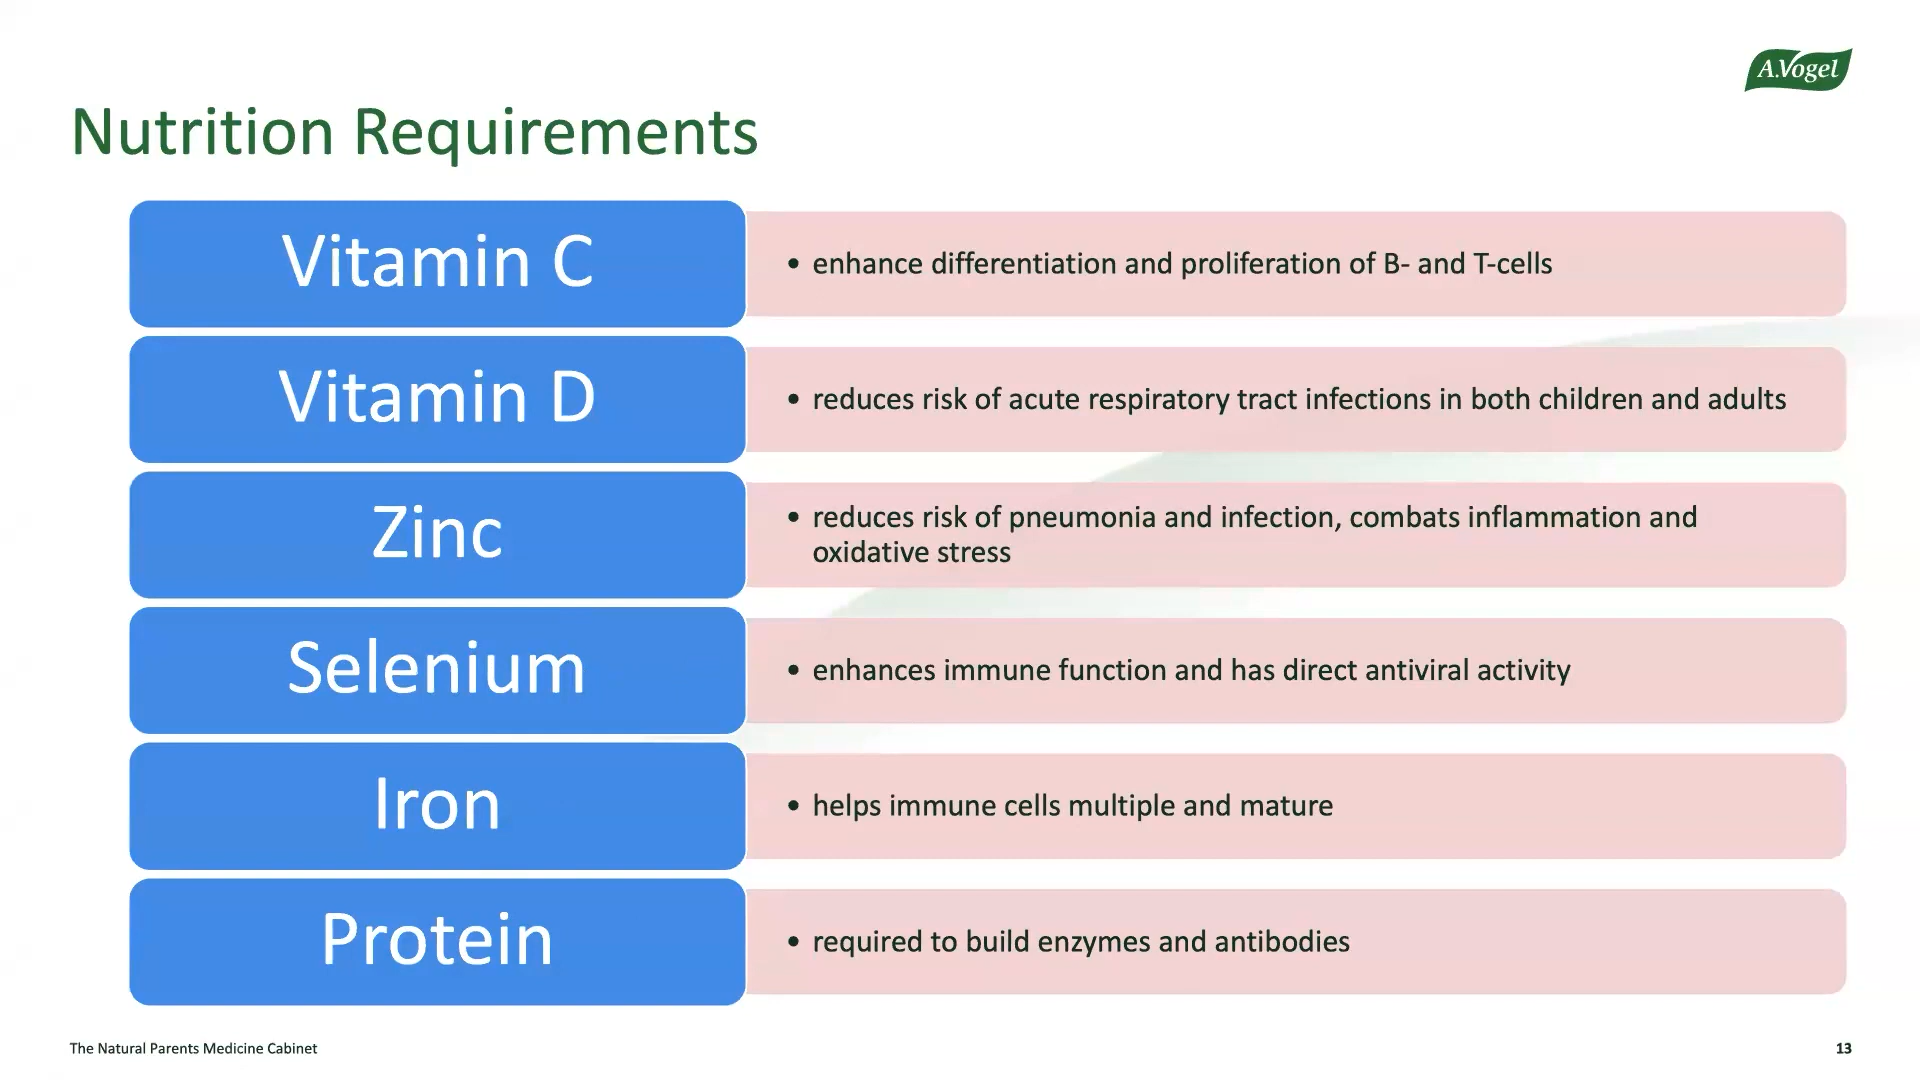 A.Vogel
Nutrition Requirements
Vitamin C
• enhance differentiation and proliferation of B- and T-cells
Vitamin D
• reduces risk of acute respiratory tract infections in both children and adults
Zinc
• reduces risk of pneumonia and infection, combats inflammation and
oxidative stress
Selenium
• enhances immune function and has direct antiviral activity
Iron
• helps immune cells multiple and mature
Protein
• required to build enzymes and antibodies
The Natural Parents Medicine Cabinet
13